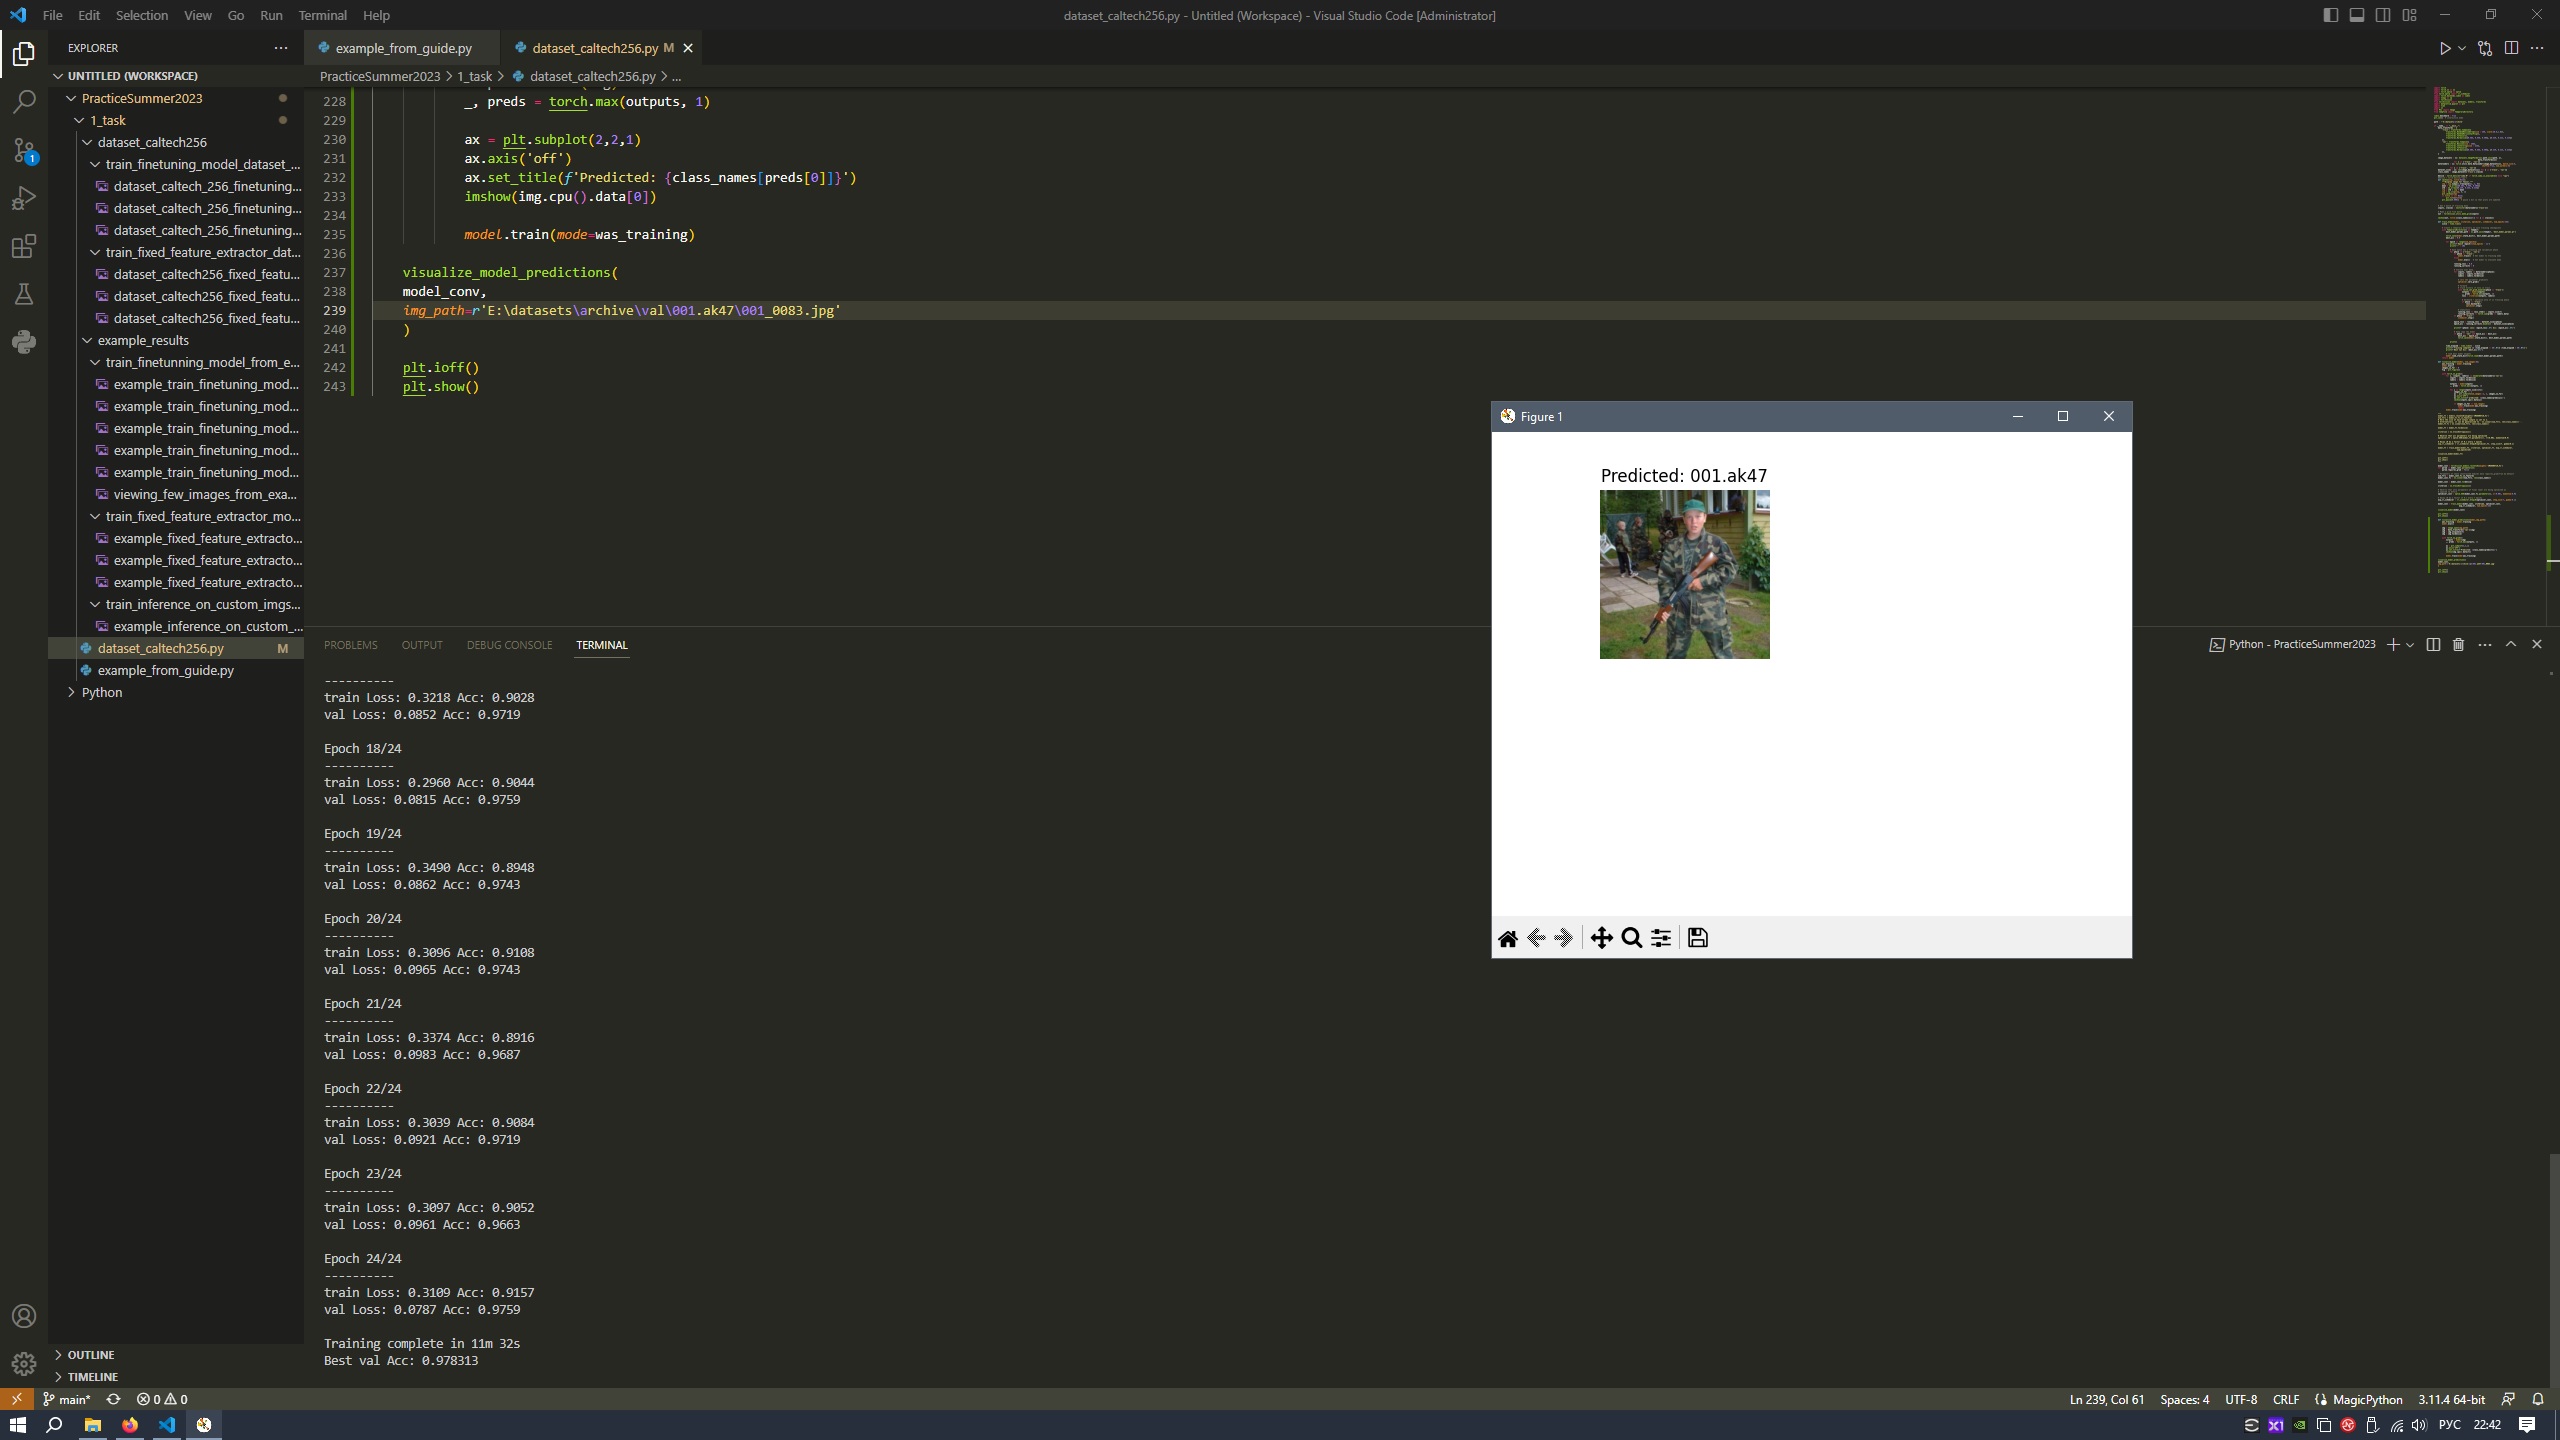 File Edit Selection View Go Run Terminal Help
dataset_caltech256.py - Untitled (Workspace) - Visual Studio Code [Administrator]
EXPLORER
UNTITLED (WORKSPACE)
PracticeSummer2023
1_task
dataset_caltech256
train_finetuning_model_dataset_...
dataset_caltech_256_finetuning...
dataset_caltech_256_finetuning...
dataset_caltech_256_finetuning...
train_fixed_feature_extractor_dat...
dataset_caltech256_fixed_featu...
dataset_caltech256_fixed_featu...
dataset_caltech256_fixed_featu...
example_results
train_finetunning_model_from_e...
example_train_finetuning_mod...
example_train_finetuning_mod...
example_train_finetuning_mod...
example_train_finetuning_mod...
example_train_finetuning_mod...
viewing_few_images_from_exa...
train_fixed_feature_extractor_mo...
example_fixed_feature_extracto...
example_fixed_feature_extracto...
example_fixed_feature_extracto...
train_inference_on_custom_imgs...
example_inference_on_custom_...
dataset_caltech256.py M
example_from_guide.py
Python
OUTLINE
TIMELINE
example_from_guide.py
dataset_caltech256.py M
PracticeSummer2023 > 1_task > dataset_caltech256.py > ...
228 _, preds = torch.max(outputs, 1)
229
230 ax = plt.subplot(2,2,1)
231 ax.axis('off')
232 ax.set_title(f'Predicted: {class_names[preds[0]]}')
233 imshow(img.cpu().data[0])
234
235 model.train(mode=was_training)
236
237 visualize_model_predictions(
238 model_conv,
239 img_path=r'E:\datasets\archive\val\001.ak47\001_0083.jpg'
240 )
241
242 plt.ioff()
243 plt.show()
Figure 1
Predicted: 001.ak47
PROBLEMS OUTPUT DEBUG CONSOLE TERMINAL
Python - PracticeSummer2023
----------
train Loss: 0.3218 Acc: 0.9028
val Loss: 0.0852 Acc: 0.9719
Epoch 18/24
----------
train Loss: 0.2960 Acc: 0.9044
val Loss: 0.0815 Acc: 0.9759
Epoch 19/24
----------
train Loss: 0.3490 Acc: 0.8948
val Loss: 0.0862 Acc: 0.9743
Epoch 20/24
----------
train Loss: 0.3096 Acc: 0.9108
val Loss: 0.0965 Acc: 0.9743
Epoch 21/24
----------
train Loss: 0.3374 Acc: 0.8916
val Loss: 0.0983 Acc: 0.9687
Epoch 22/24
----------
train Loss: 0.3039 Acc: 0.9084
val Loss: 0.0921 Acc: 0.9719
Epoch 23/24
----------
train Loss: 0.3097 Acc: 0.9052
val Loss: 0.0961 Acc: 0.9663
Epoch 24/24
----------
train Loss: 0.3109 Acc: 0.9157
val Loss: 0.0787 Acc: 0.9759
Training complete in 11m 32s
Best val Acc: 0.978313
main* 0 0
Ln 239, Col 61 Spaces: 4 UTF-8 CRLF MagicPython 3.11.4 64-bit
РУС 22:42